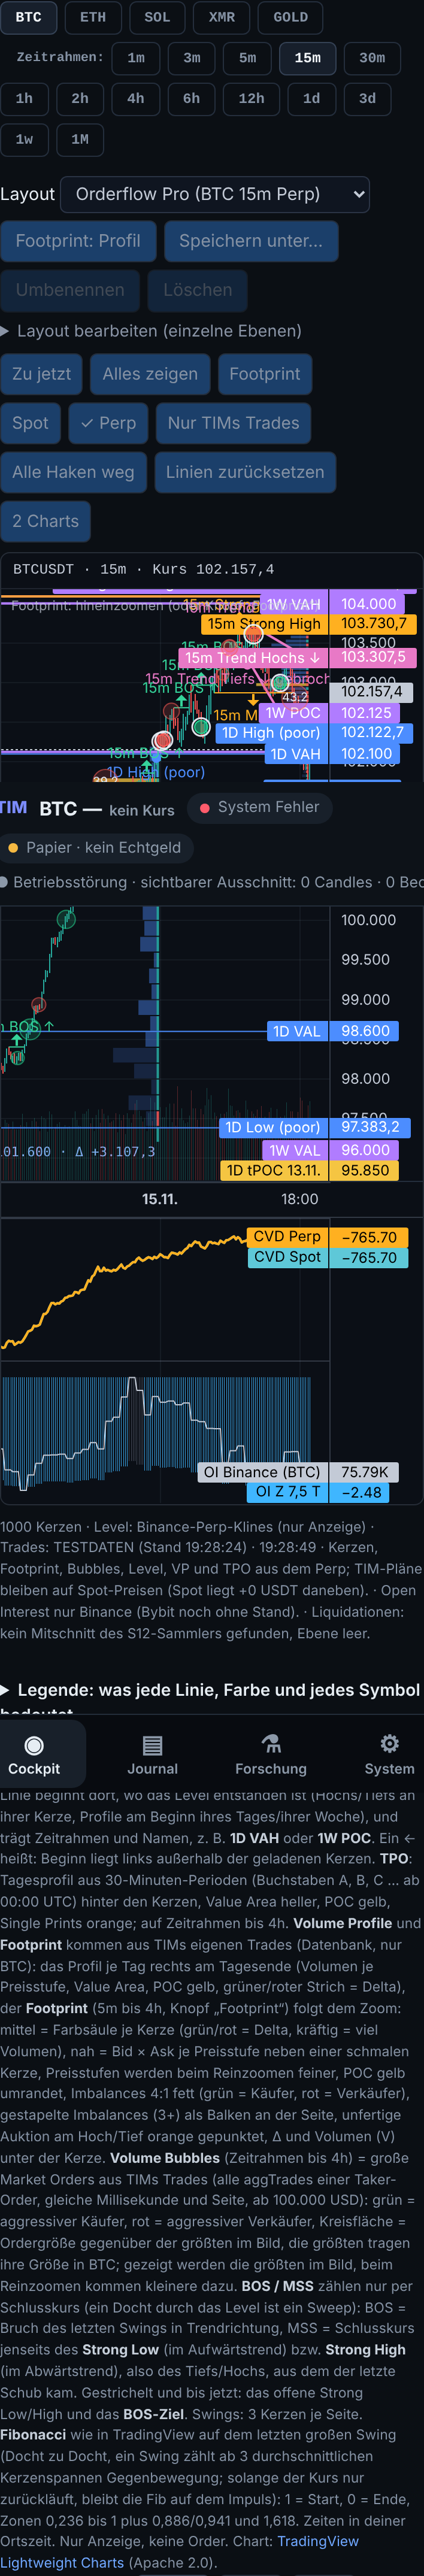 BTC ETH SOL XMR GOLD
Zeitrahmen: 1m 3m 5m 15m 30m
1h 2h 4h 6h 12h 1d 3d
1w 1M
Layout Orderflow Pro (BTC 15m Perp)
Footprint: Profil Speichern unter…
Umbenennen Löschen
▶ Layout bearbeiten (einzelne Ebenen)
Zu jetzt Alles zeigen Footprint
Spot ✓ Perp Nur TIMs Trades
Alle Haken weg Linien zurücksetzen
2 Charts
BTCUSDT · 15m · Kurs 102.157,4
Footprint: hineinzoomen
1W VAH 104.000
15m Strong High 103.730,7
103.500
15m Trend Hochs ↓ 103.307,5
15m BOS
102.157,4
43.2
1W POC 102.125
1D High (poor) 102.122,7
15m BOS ↑
1D VAH 102.100
1D High (poor)
TIM BTC — kein Kurs System Fehler
Papier · kein Echtgeld
Betriebsstörung · sichtbarer Ausschnitt: 0 Candles · 0
100.000
99.500
99.000
BOS ↑
1D VAL 98.600
98.000
1D Low (poor) 97.383,2
1W VAL 96.000
01.600 · Δ +3.107,3
1D tPOC 13.11. 95.850
15.11. 18:00
CVD Perp −765.70
CVD Spot −765.70
OI Binance (BTC) 75.79K
OI Z 7,5 T −2.48
1000 Kerzen · Level: Binance-Perp-Klines (nur Anzeige) ·
Trades: TESTDATEN (Stand 19:28:24) · 19:28:49 · Kerzen,
Footprint, Bubbles, Level, VP und TPO aus dem Perp; TIM-Pläne
bleiben auf Spot-Preisen (Spot liegt +0 USDT daneben). · Open
Interest nur Binance (Bybit noch ohne Stand). · Liquidationen:
kein Mitschnitt des S12-Sammlers gefunden, Ebene leer.
▶ Legende: was jede Linie, Farbe und jedes Symbol
bedeutet
Cockpit Journal Forschung System
Linie beginnt dort, wo das Level entstanden ist (Hochs/Tiefs an
ihrer Kerze, Profile am Beginn ihres Tages/ihrer Woche), und
trägt Zeitrahmen und Namen, z. B. 1D VAH oder 1W POC. Ein ←
heißt: Beginn liegt links außerhalb der geladenen Kerzen. TPO:
Tagesprofil aus 30-Minuten-Perioden (Buchstaben A, B, C … ab
00:00 UTC) hinter den Kerzen, Value Area heller, POC gelb,
Single Prints orange; auf Zeitrahmen bis 4h. Volume Profile und
Footprint kommen aus TIMs eigenen Trades (Datenbank, nur
BTC): das Profil je Tag rechts am Tagesende (Volumen je
Preisstufe, Value Area, POC gelb, grüner/roter Strich = Delta),
der Footprint (5m bis 4h, Knopf „Footprint“) folgt dem Zoom:
mittel = Farbsäule je Kerze (grün/rot = Delta, kräftig = viel
Volumen), nah = Bid × Ask je Preisstufe neben einer schmalen
Kerze, Preisstufen werden beim Reinzoomen feiner, POC gelb
umrandet, Imbalances 4:1 fett (grün = Käufer, rot = Verkäufer),
gestapelte Imbalances (3+) als Balken an der Seite, unfertige
Auktion am Hoch/Tief orange gepunktet, Δ und Volumen (V)
unter der Kerze. Volume Bubbles (Zeitrahmen bis 4h) = große
Market Orders aus TIMs Trades (alle aggTrades einer Taker-
Order, gleiche Millisekunde und Seite, ab 100.000 USD): grün =
aggressiver Käufer, rot = aggressiver Verkäufer, Kreisfläche =
Ordergröße gegenüber der größten im Bild, die größten tragen
ihre Größe in BTC; gezeigt werden die größten im Bild, beim
Reinzoomen kommen kleinere dazu. BOS / MSS zählen nur per
Schlusskurs (ein Docht durch das Level ist ein Sweep): BOS =
Bruch des letzten Swings in Trendrichtung, MSS = Schlusskurs
jenseits des Strong Low (im Aufwärtstrend) bzw. Strong High
(im Abwärtstrend), also des Tiefs/Hochs, aus dem der letzte
Schub kam. Gestrichelt und bis jetzt: das offene Strong
Low/High und das BOS-Ziel. Swings: 3 Kerzen je Seite.
Fibonacci wie in TradingView auf dem letzten großen Swing
(Docht zu Docht, ein Swing zählt ab 3 durchschnittlichen
Kerzenspannen Gegenbewegung; solange der Kurs nur
zurückläuft, bleibt die Fib auf dem Impuls): 1 = Start, 0 = Ende,
Zonen 0,236 bis 1 plus 0,886/0,941 und 1,618. Zeiten in deiner
Ortszeit. Nur Anzeige, keine Order. Chart: TradingView
Lightweight Charts (Apache 2.0).